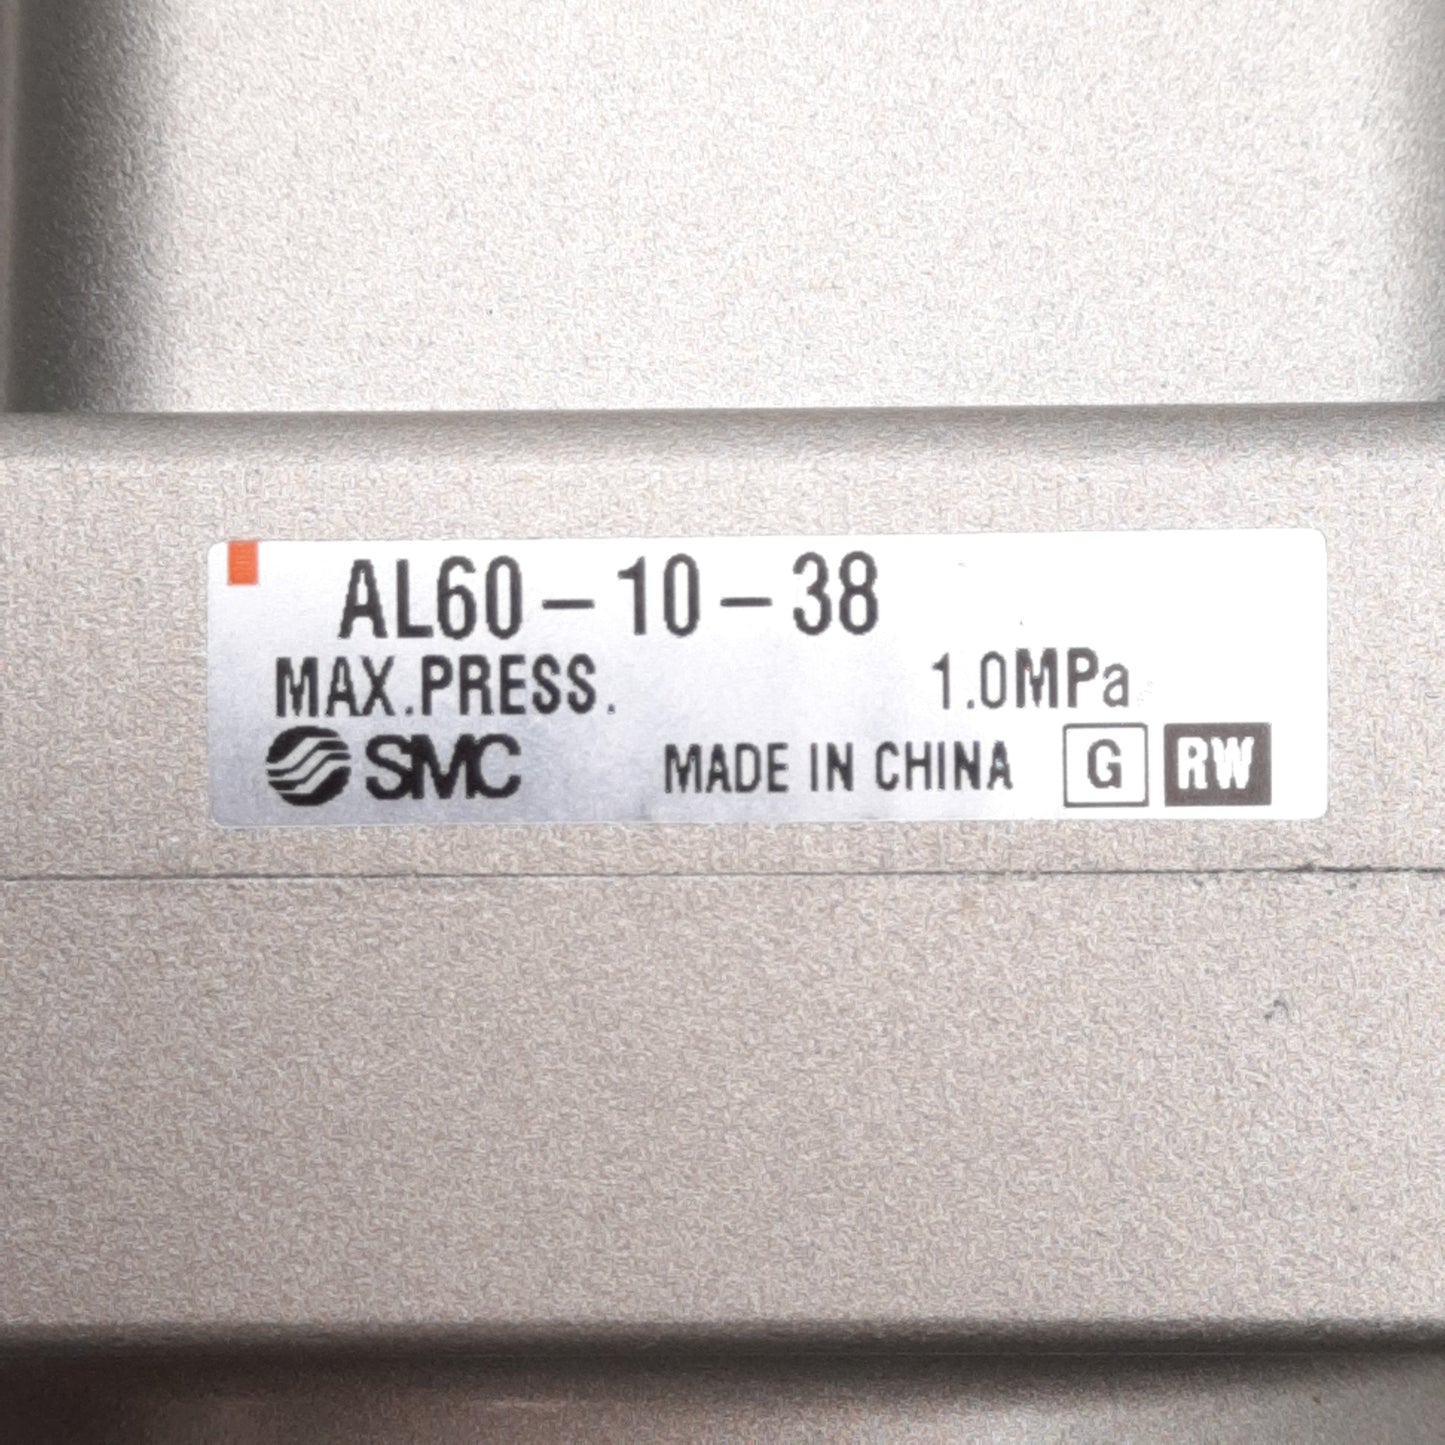 AL60-10-38
MAX.PRESS. 1.0MPa
SMC MADE IN CHINA G RW